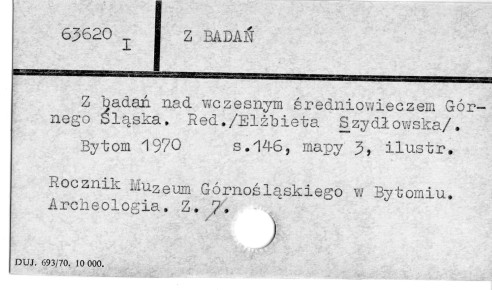 63620 I
Z BADAŃ
Z badań nad wczesnym średniowieczem Gór-
nego Śląska. Red./Elżbieta Szydłowska/.
Bytom 1970 s.146, mapy 3, ilustr.
Rocznik Muzeum Górnośląskiego w Bytomiu.
Archeologia. Z. 7.
DUJ. 693/70. 10 000.